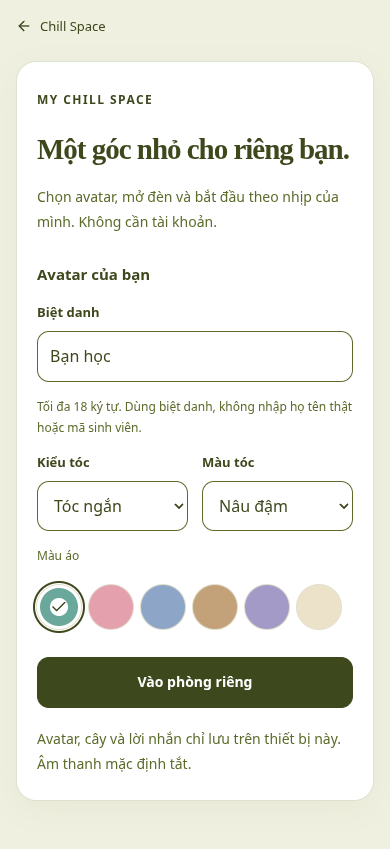 Chill Space
MY CHILL SPACE
Một góc nhỏ cho riêng bạn.
Chọn avatar, mở đèn và bắt đầu theo nhịp của
mình. Không cần tài khoản.
Avatar của bạn
Biệt danh
Bạn học
Tối đa 18 ký tự. Dùng biệt danh, không nhập họ tên thật
hoặc mã sinh viên.
Kiểu tóc
Màu tóc
Tóc ngắn
Nâu đậm
Màu áo
Vào phòng riêng
Avatar, cây và lời nhắn chỉ lưu trên thiết bị này.
Âm thanh mặc định tắt.